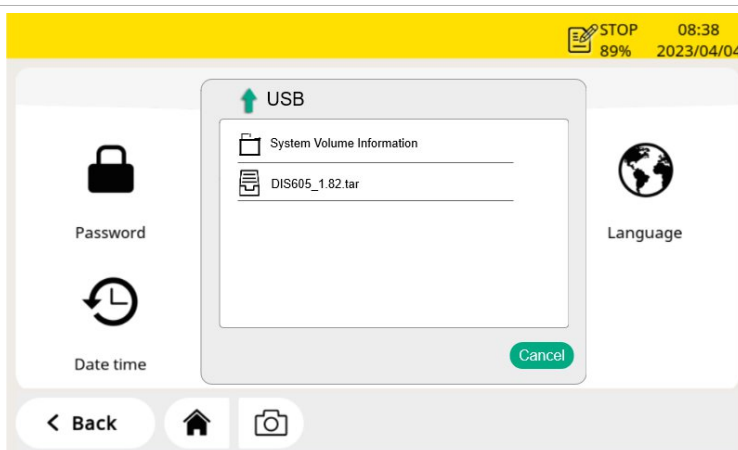 STOP 08:38
89% 2023/04/04
USB
System Volume Information
DIS605_1.82.tar
Password
Language
Date time
Cancel
< Back